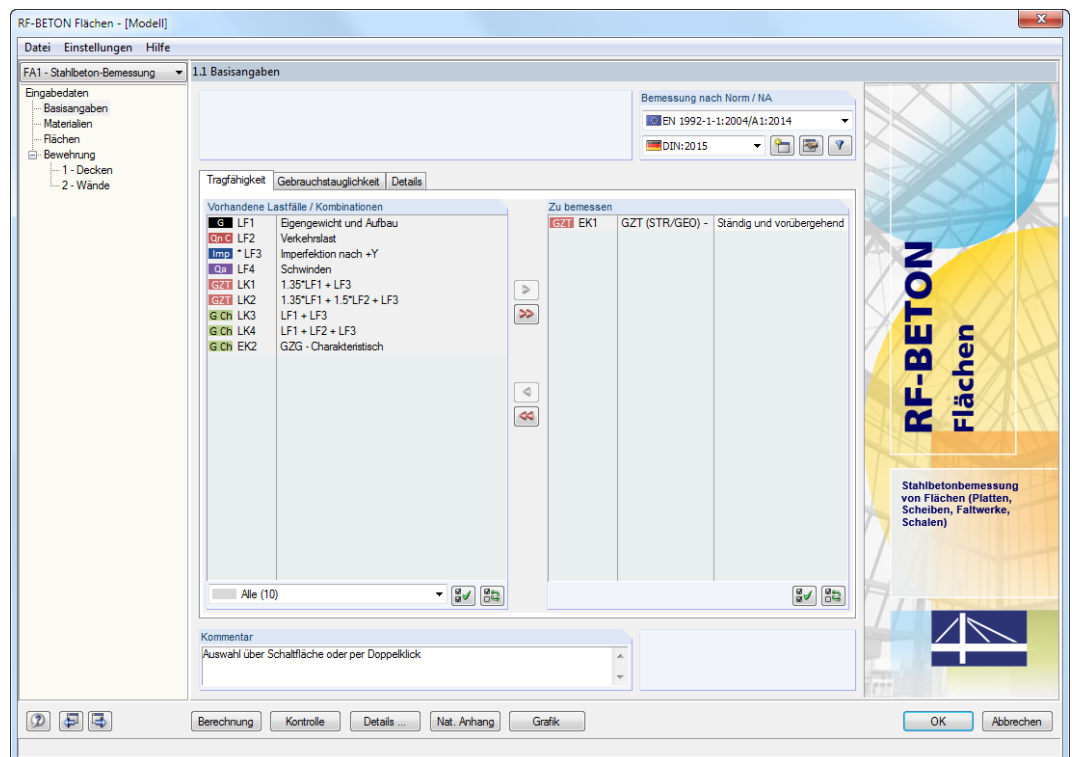 RF-BETON Flächen - [Modell]
x
Datei Einstellungen Hilfe
FA1 - Stahlbeton-Bemessung
1.1 Basisangaben
Eingabedaten
Basisangaben
Materialien
Flächen
Bewehrung
1 - Decken
2 - Wände
Bemessung nach Norm / NA
EN 1992-1-1:2004/A1:2014
DIN:2015
Tragfähigkeit Gebrauchstauglichkeit Details
Vorhandene Lastfälle / Kombinationen
G LF1 Eigengewicht und Aufbau
Qn C LF2 Verkehrslast
Imp * LF3 Imperfektion nach +Y
Qa LF4 Schwinden
GZT LK1 1.35*LF1 + LF3
GZT LK2 1.35*LF1 + 1.5*LF2 + LF3
G Ch LK3 LF1 + LF3
G Ch LK4 LF1 + LF2 + LF3
G Ch EK2 GZG - Charakteristisch
Zu bemessen
GZT EK1 GZT (STR/GEO) - Ständig und vorübergehend
Alle (10)
Kommentar
Auswahl über Schaltfläche oder per Doppelklick
RF-BETON
Flächen
Stahlbetonbemessung
von Flächen (Platten,
Scheiben, Faltwerke,
Schalen)
Berechnung Kontrolle Details ... Nat. Anhang Grafik OK Abbrechen